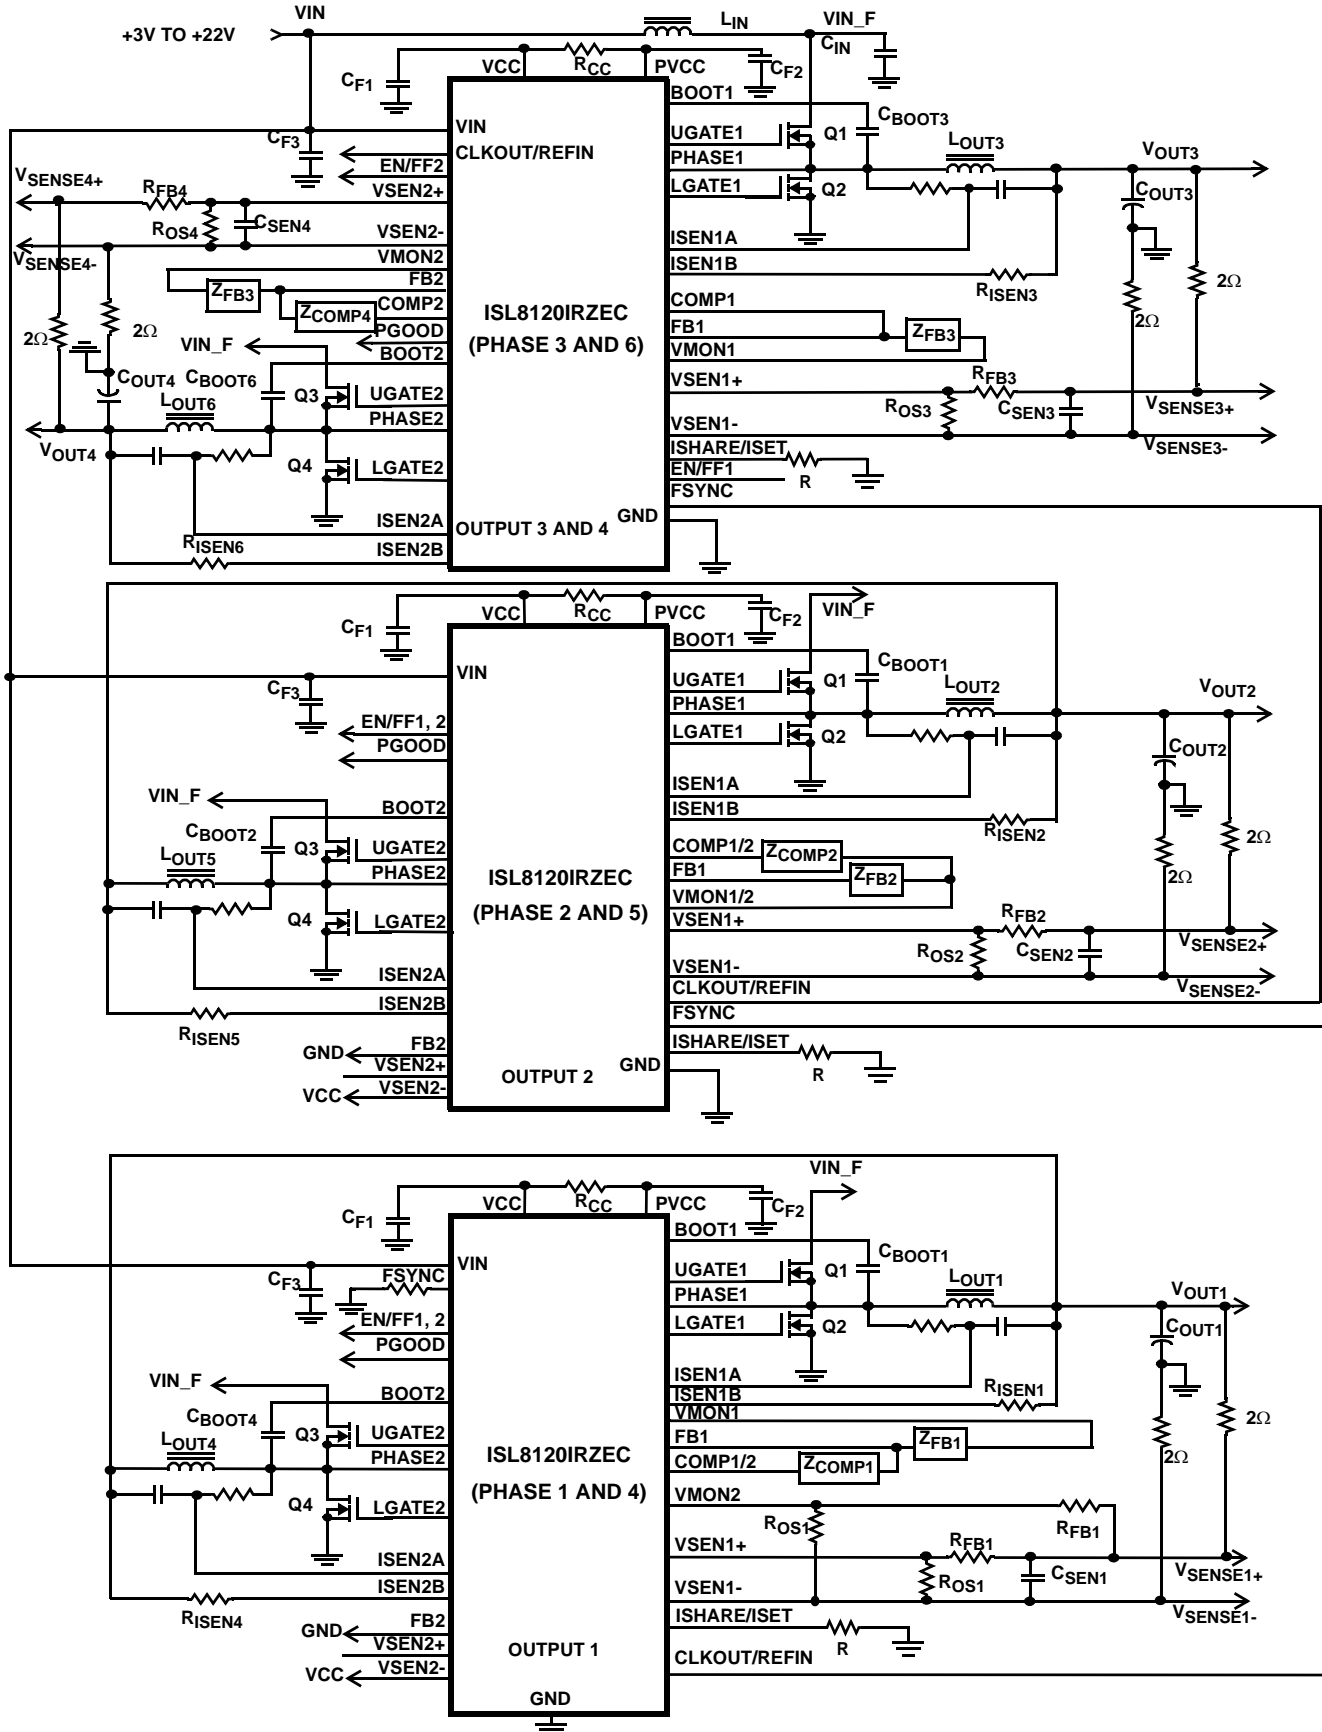 VIN
+3V TO +22V
LIN
VIN_F
CIN
CF1
VCC
RCC
PVCC
CF2
BOOT1
CBOOT3
VIN
CF3
CLKOUT/REFIN
EN/FF2
UGATE1
Q1
LOUT3
VOUT3
PHASE1
VSENSE4+
RFB4
VSEN2+
LGATE1
Q2
COUT3
ROS4
CSEN4
VSEN2-
ISEN1A
VSENSE4-
VMON2
ISEN1B
RISEN3
2Ω
2Ω
ZFB3
FB2
ZCOMP4
COMP2
COMP1
ISL8120IRZEC
(PHASE 3 AND 6)
FB1
ZFB3
VMON1
2Ω
2Ω
PGOOD
VIN_F
BOOT2
COUT4
CBOOT6
Q3
UGATE2
LOUT6
PHASE2
VOUT4
Q4
LGATE2
VSEN1+
RFB3
ROS3
CSEN3
VSENSE3+
VSEN1-
VSENSE3-
ISHARE/ISET
R
EN/FF1
FSYNC
GND
ISEN2A
OUTPUT 3 AND 4
RISEN6
ISEN2B
CF1
VCC
RCC
PVCC
CF2
VIN_F
BOOT1
CBOOT1
VIN
CF3
UGATE1
Q1
LOUT2
VOUT2
PHASE1
EN/FF1, 2
LGATE1
Q2
PGOOD
COUT2
ISEN1A
VIN_F
BOOT2
ISEN1B
RISEN2
CBOOT2
Q3
UGATE2
LOUT5
PHASE2
COMP1/2
ZCOMP2
FB1
ZFB2
VMON1/2
2Ω
2Ω
ISL8120IRZEC
(PHASE 2 AND 5)
Q4
LGATE2
VSEN1+
RFB2
ROS2
CSEN2
VSENSE2+
VSEN1-
VSENSE2-
ISEN2A
CLKOUT/REFIN
ISEN2B
FSYNC
RISEN5
GND
FB2
ISHARE/ISET
R
VSEN2+
GND
OUTPUT 2
VCC
VSEN2-
VIN_F
CF1
VCC
RCC
PVCC
CF2
BOOT1
CBOOT1
VIN
CF3
FSYNC
UGATE1
Q1
LOUT1
VOUT1
PHASE1
EN/FF1, 2
LGATE1
Q2
PGOOD
COUT1
ISEN1A
VIN_F
BOOT2
ISEN1B
RISEN1
VMON1
CBOOT4
Q3
UGATE2
LOUT4
PHASE2
FB1
ZFB1
COMP1/2
ZCOMP1
2Ω
2Ω
ISL8120IRZEC
(PHASE 1 AND 4)
Q4
LGATE2
VMON2
ROS1
RFB1
VSEN1+
RFB1
ROS1
CSEN1
VSENSE1+
ISEN2A
VSEN1-
VSENSE1-
ISEN2B
RISEN4
GND
FB2
ISHARE/ISET
R
VSEN2+
OUTPUT 1
CLKOUT/REFIN
VCC
VSEN2-
GND